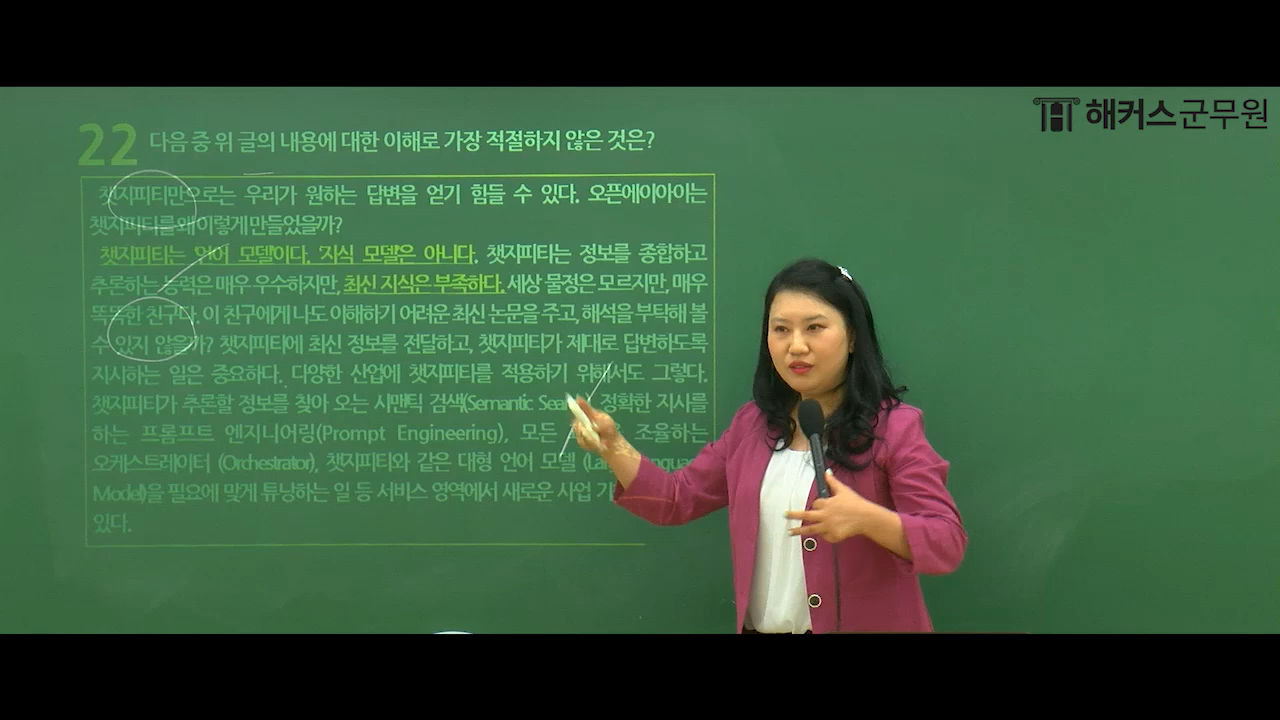 해커스군무원
22 다음 중 위 글의 내용에 대한 이해로 가장 적절하지 않은 것은?
챗지피티만으로는 우리가 원하는 답변을 얻기 힘들 수 있다. 오픈에이아이는
챗지피티를 왜 이렇게 만들었을까?
챗지피티는 '언어 모델'이다. '지식 모델'은 아니다. 챗지피티는 정보를 종합하고
추론하는 능력은 매우 우수하지만, 최신 지식은 부족하다. 세상 물정은 모르지만, 매우
똑똑한 친구다. 이 친구에게 나도 이해하기 어려운 최신 논문을 주고, 해석을 부탁해 볼
수 있지 않을까? 챗지피티에 최신 정보를 전달하고, 챗지피티가 제대로 답변하도록
지시하는 일은 중요하다. 다양한 산업에 챗지피티를 적용하기 위해서도 그렇다.
챗지피티가 추론할 정보를 찾아 오는 시맨틱 검색(Semantic 정확한 지시를
하는 프롬프트 엔지니어링(Prompt Engineering), 모든 조율하는
오케스트레이터 (Orchestrator), 챗지피티와 같은 대형 언어 모델
Model)을 필요에 맞게 튜닝하는 일 등 서비스 영역에서 새로운 사업
있다.